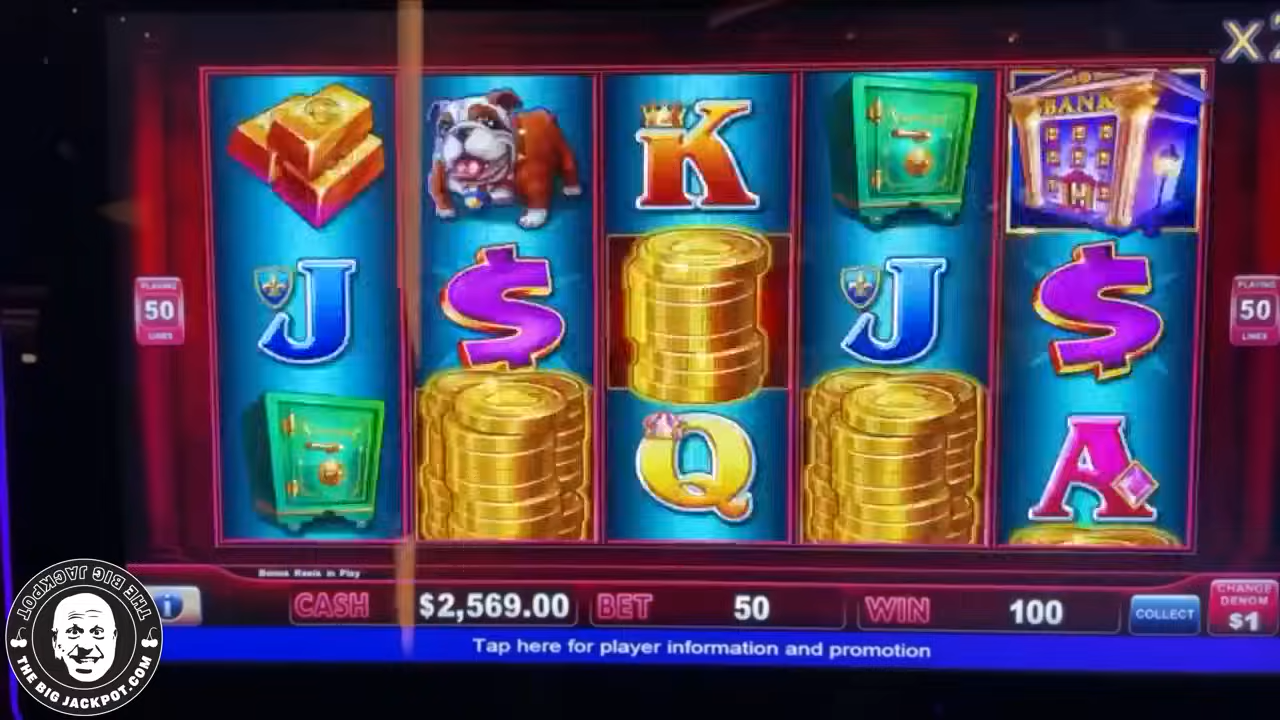 X2
BANK
K
J
J
$
$
Q
A
PLAYING
50
LINES
PLAYING
50
LINES
Bonus Reels in Play
i
CASH
$2,569.00
BET
50
WIN
100
COLLECT
CHANGE
DENOM
$1
Tap here for player information and promotion
THE BIG JACKPOT
THE BIG JACKPOT.COM